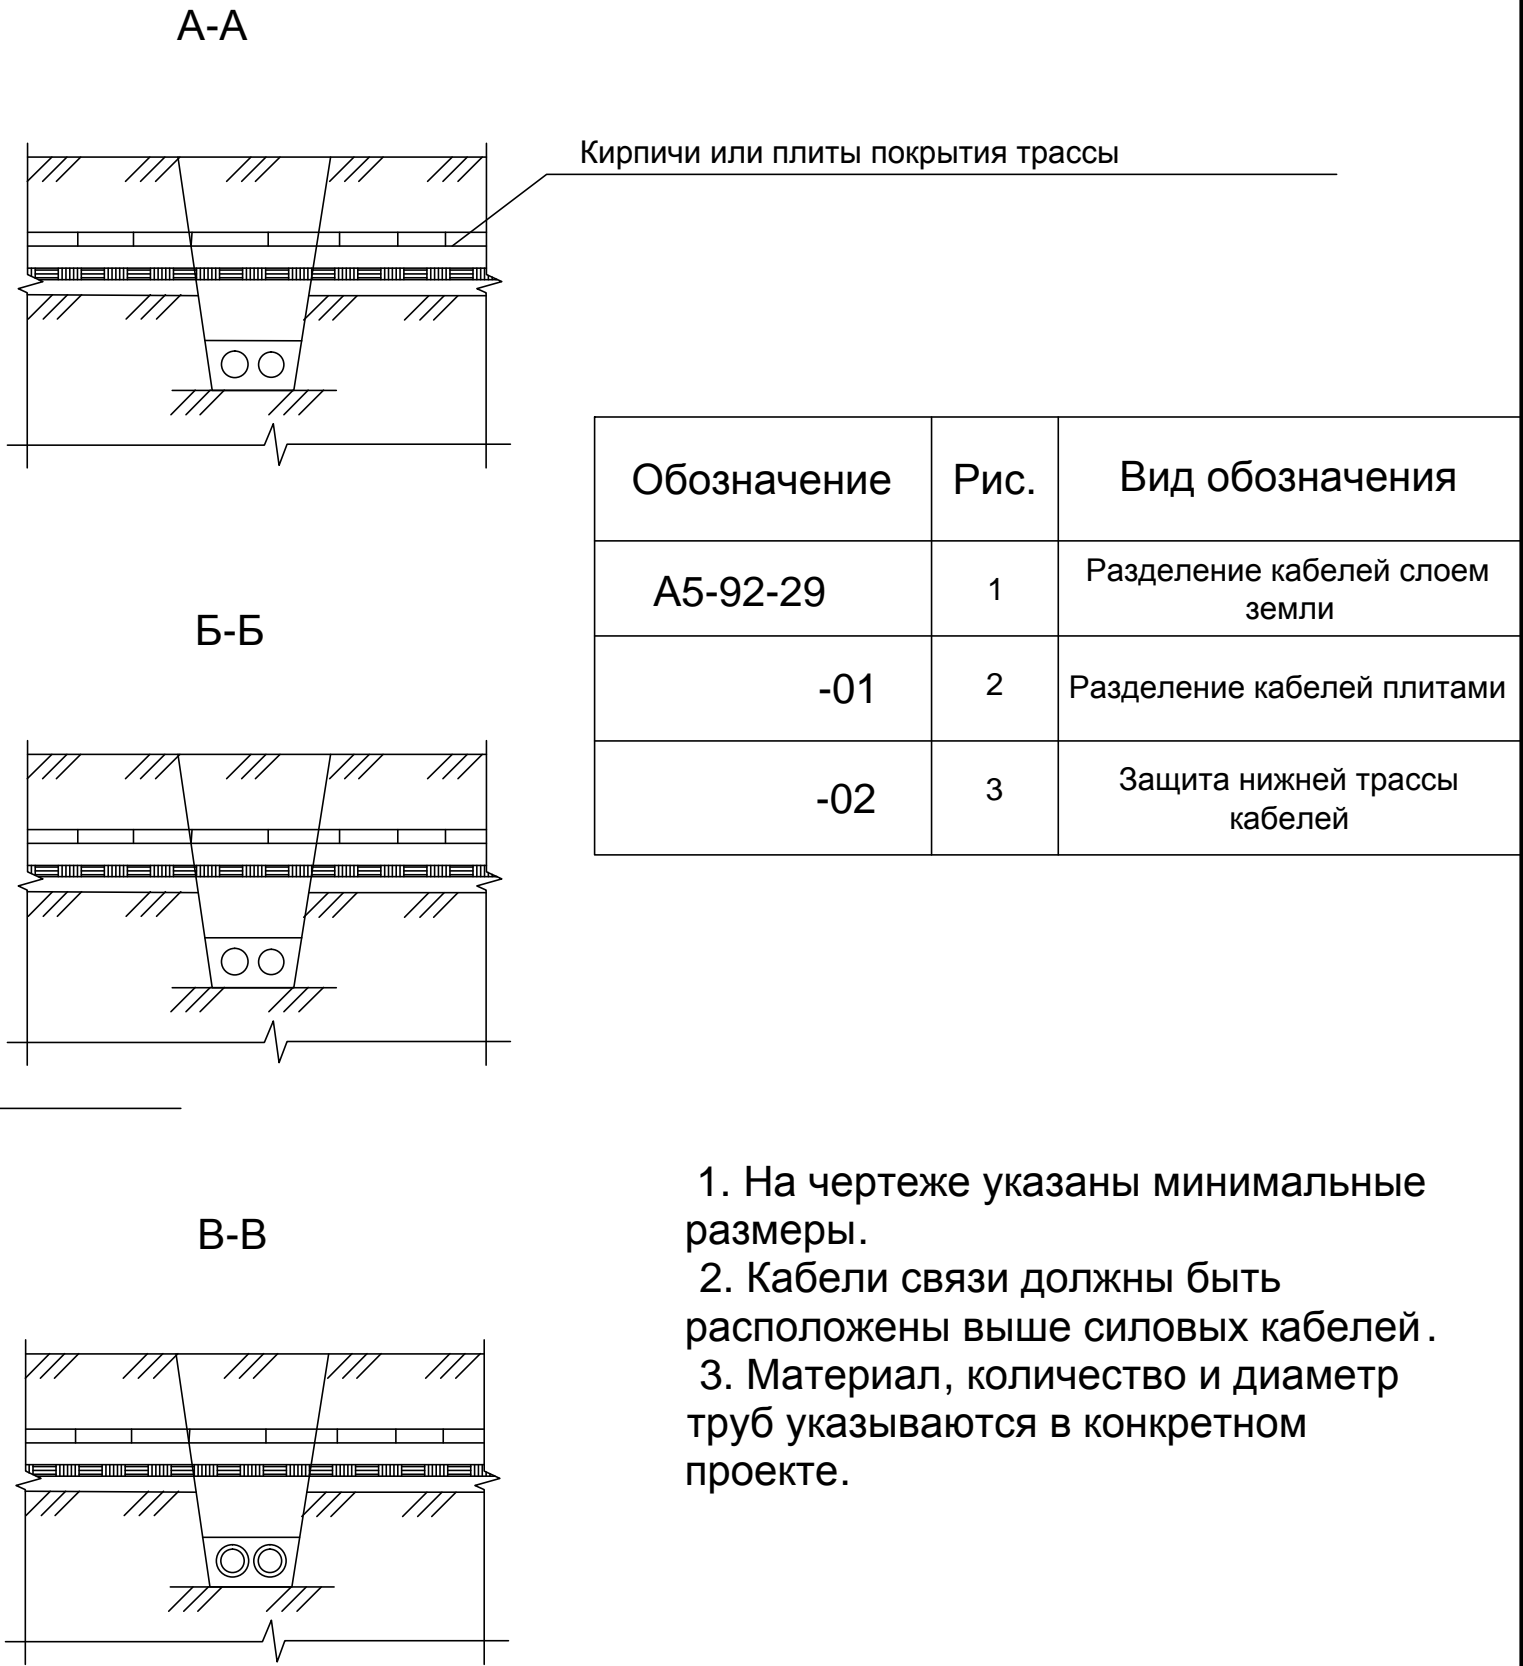 А-А
Кирпичи или плиты покрытия трассы
Обозначение Рис. Вид обозначения
А5-92-29 1 Разделение кабелей слоем
земли
-01 2 Разделение кабелей плитами
-02 3 Защита нижней трассы
кабелей
Б-Б
В-В
1. На чертеже указаны минимальные
размеры.
2. Кабели связи должны быть
расположены выше силовых кабелей.
3. Материал, количество и диаметр
труб указываются в конкретном
проекте.